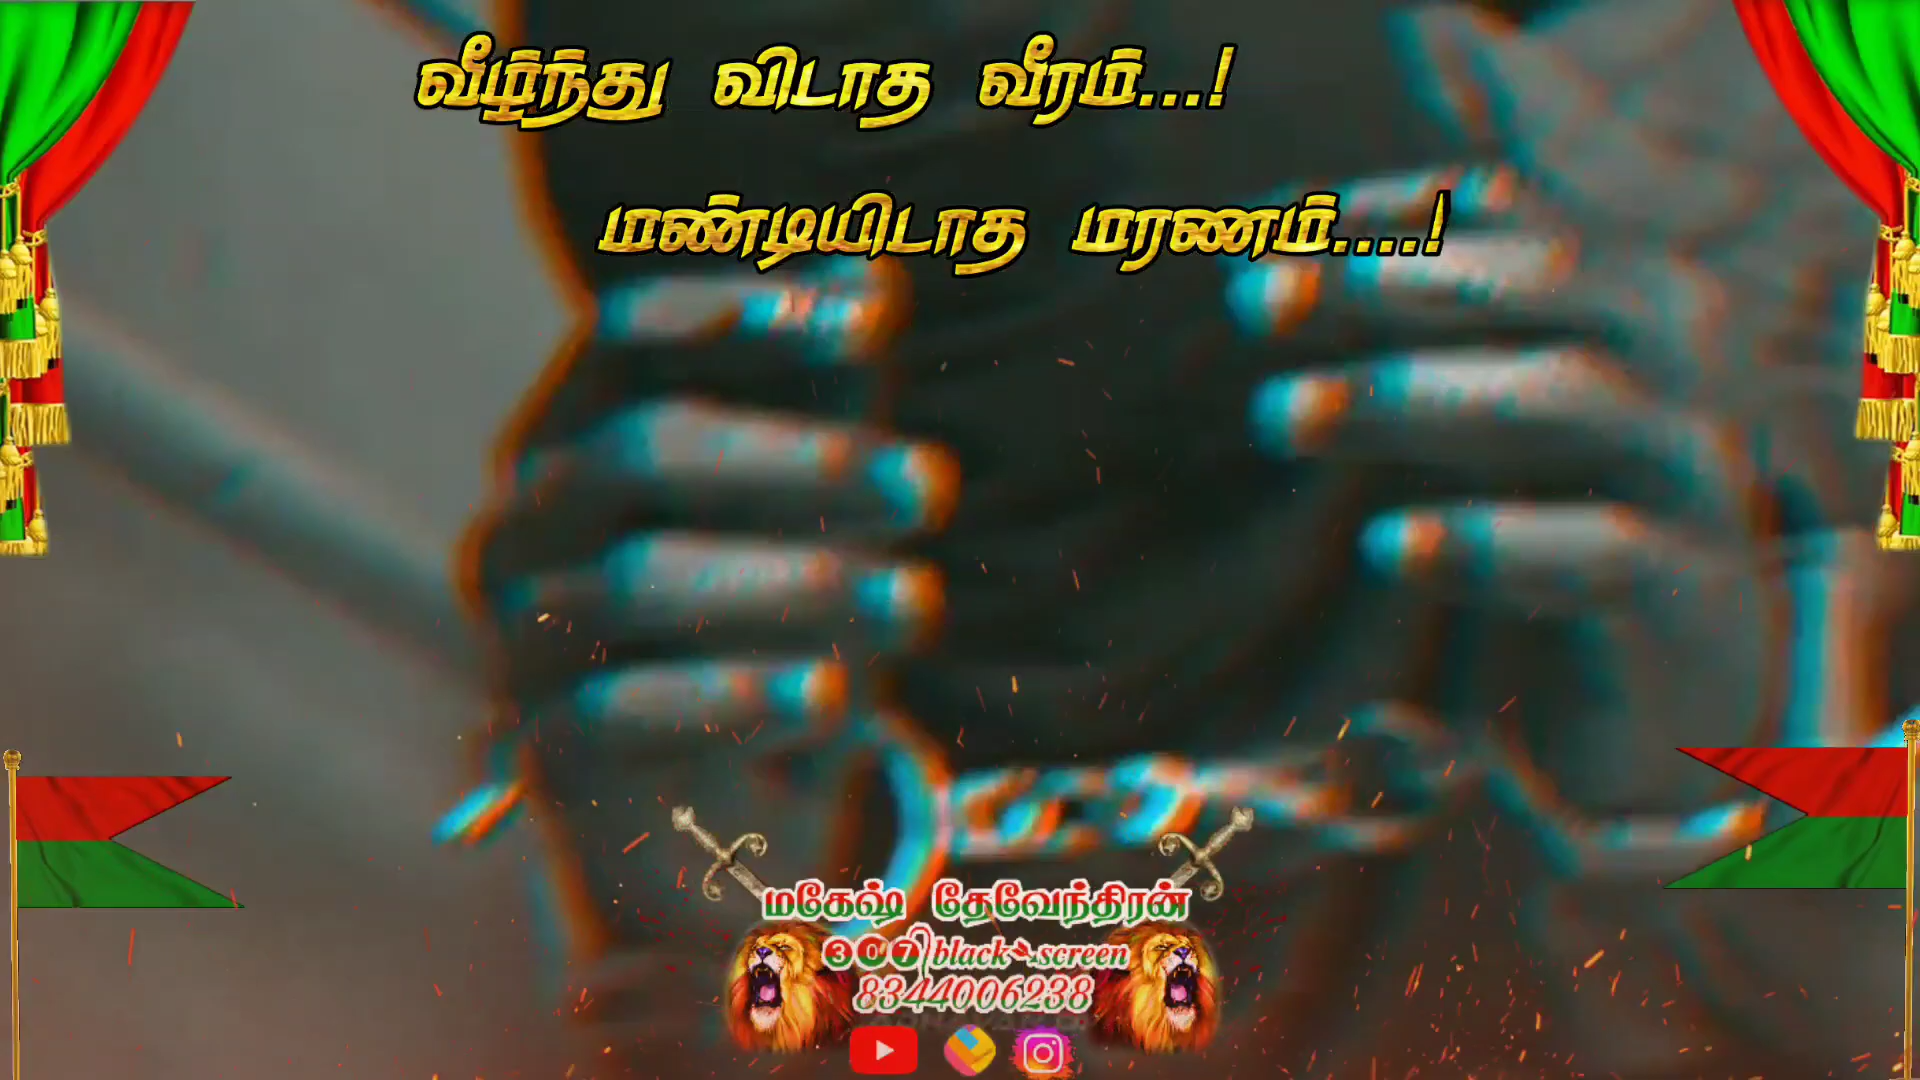 வீழ்ந்து விடாத வீரம்...!
மண்டியிடாத மரணம்....!
மகேஷ் தேவேந்திரன்
307 black screen
8344006238